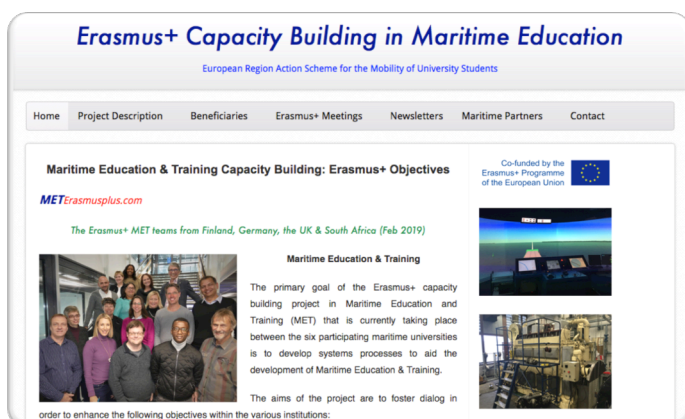 Erasmus+ Capacity Building in Maritime Education
European Region Action Scheme for the Mobility of University Students
Home Project Description Beneficiaries Erasmus+ Meetings Newsletters Maritime Partners Contact
Maritime Education & Training Capacity Building: Erasmus+ Objectives
METErasmusplus.com
The Erasmus+ MET teams from Finland, Germany, the UK & South Africa (Feb 2019)
Maritime Education & Training
The primary goal of the Erasmus+ capacity
building project in Maritime Education and
Training (MET) that is currently taking place
between the six participating maritime universities
is to develop systems processes to aid the
development of Maritime Education & Training.
The aims of the project are to foster dialog in
order to enhance the following objectives within the various institutions:
Co-funded by the
Erasmus+ Programme
of the European Union